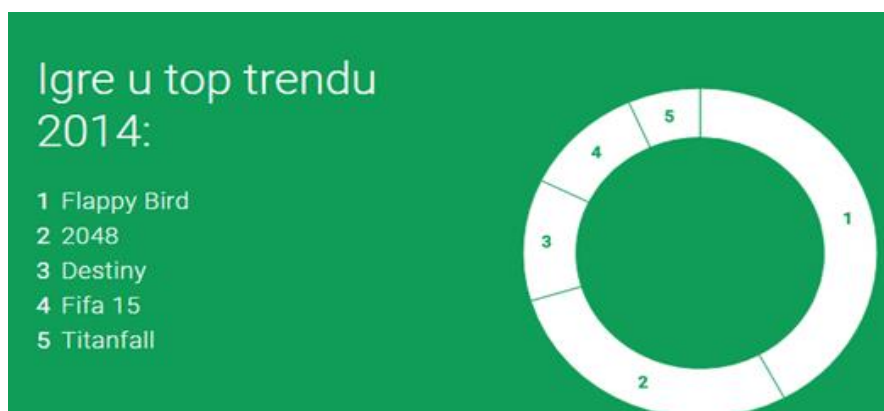 Igre u top trendu
2014:
1 Flappy Bird
2 2048
3 Destiny
4 Fifa 15
5 Titanfall
5
4
1
3
2